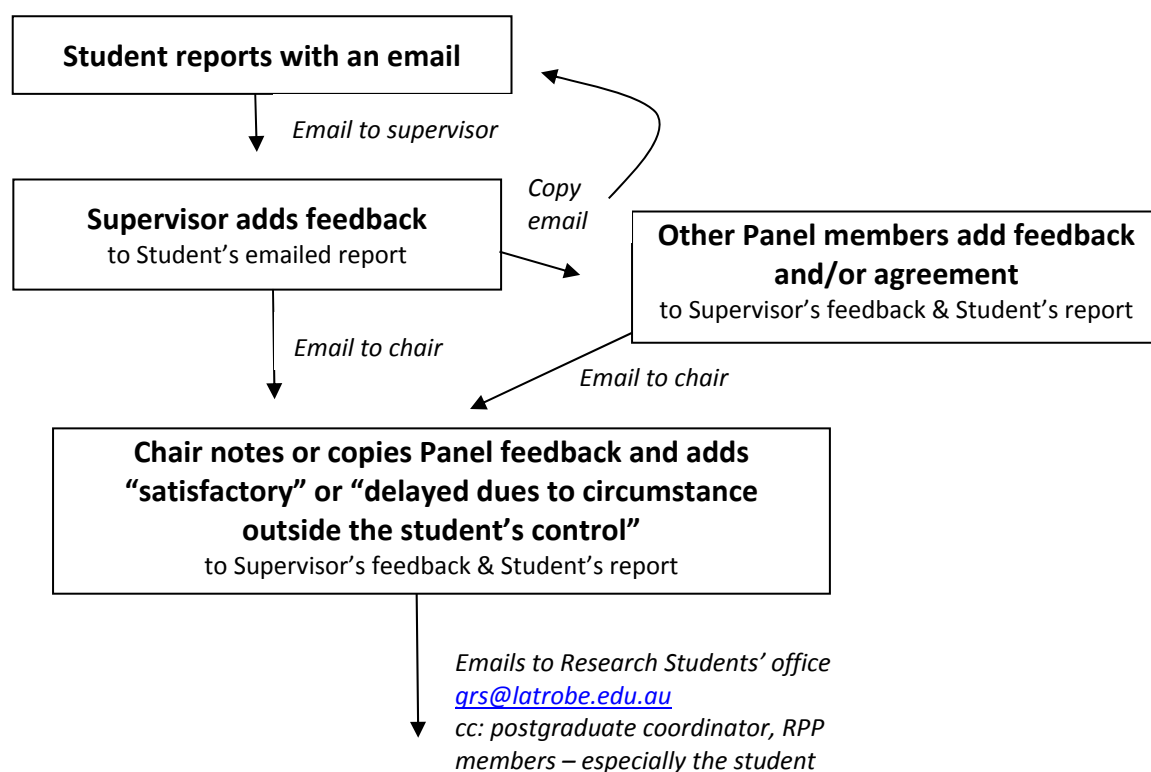 Student reports with an email
Email to supervisor
Supervisor adds feedback
to Student’s emailed report
Copy
email
Other Panel members add feedback
and/or agreement
to Supervisor’s feedback & Student’s report
Email to chair
Email to chair
Chair notes or copies Panel feedback and adds
“satisfactory” or “delayed dues to circumstance
outside the student’s control”
to Supervisor’s feedback & Student’s report
Emails to Research Students’ office
grs@latrobe.edu.au
cc: postgraduate coordinator, RPP
members – especially the student